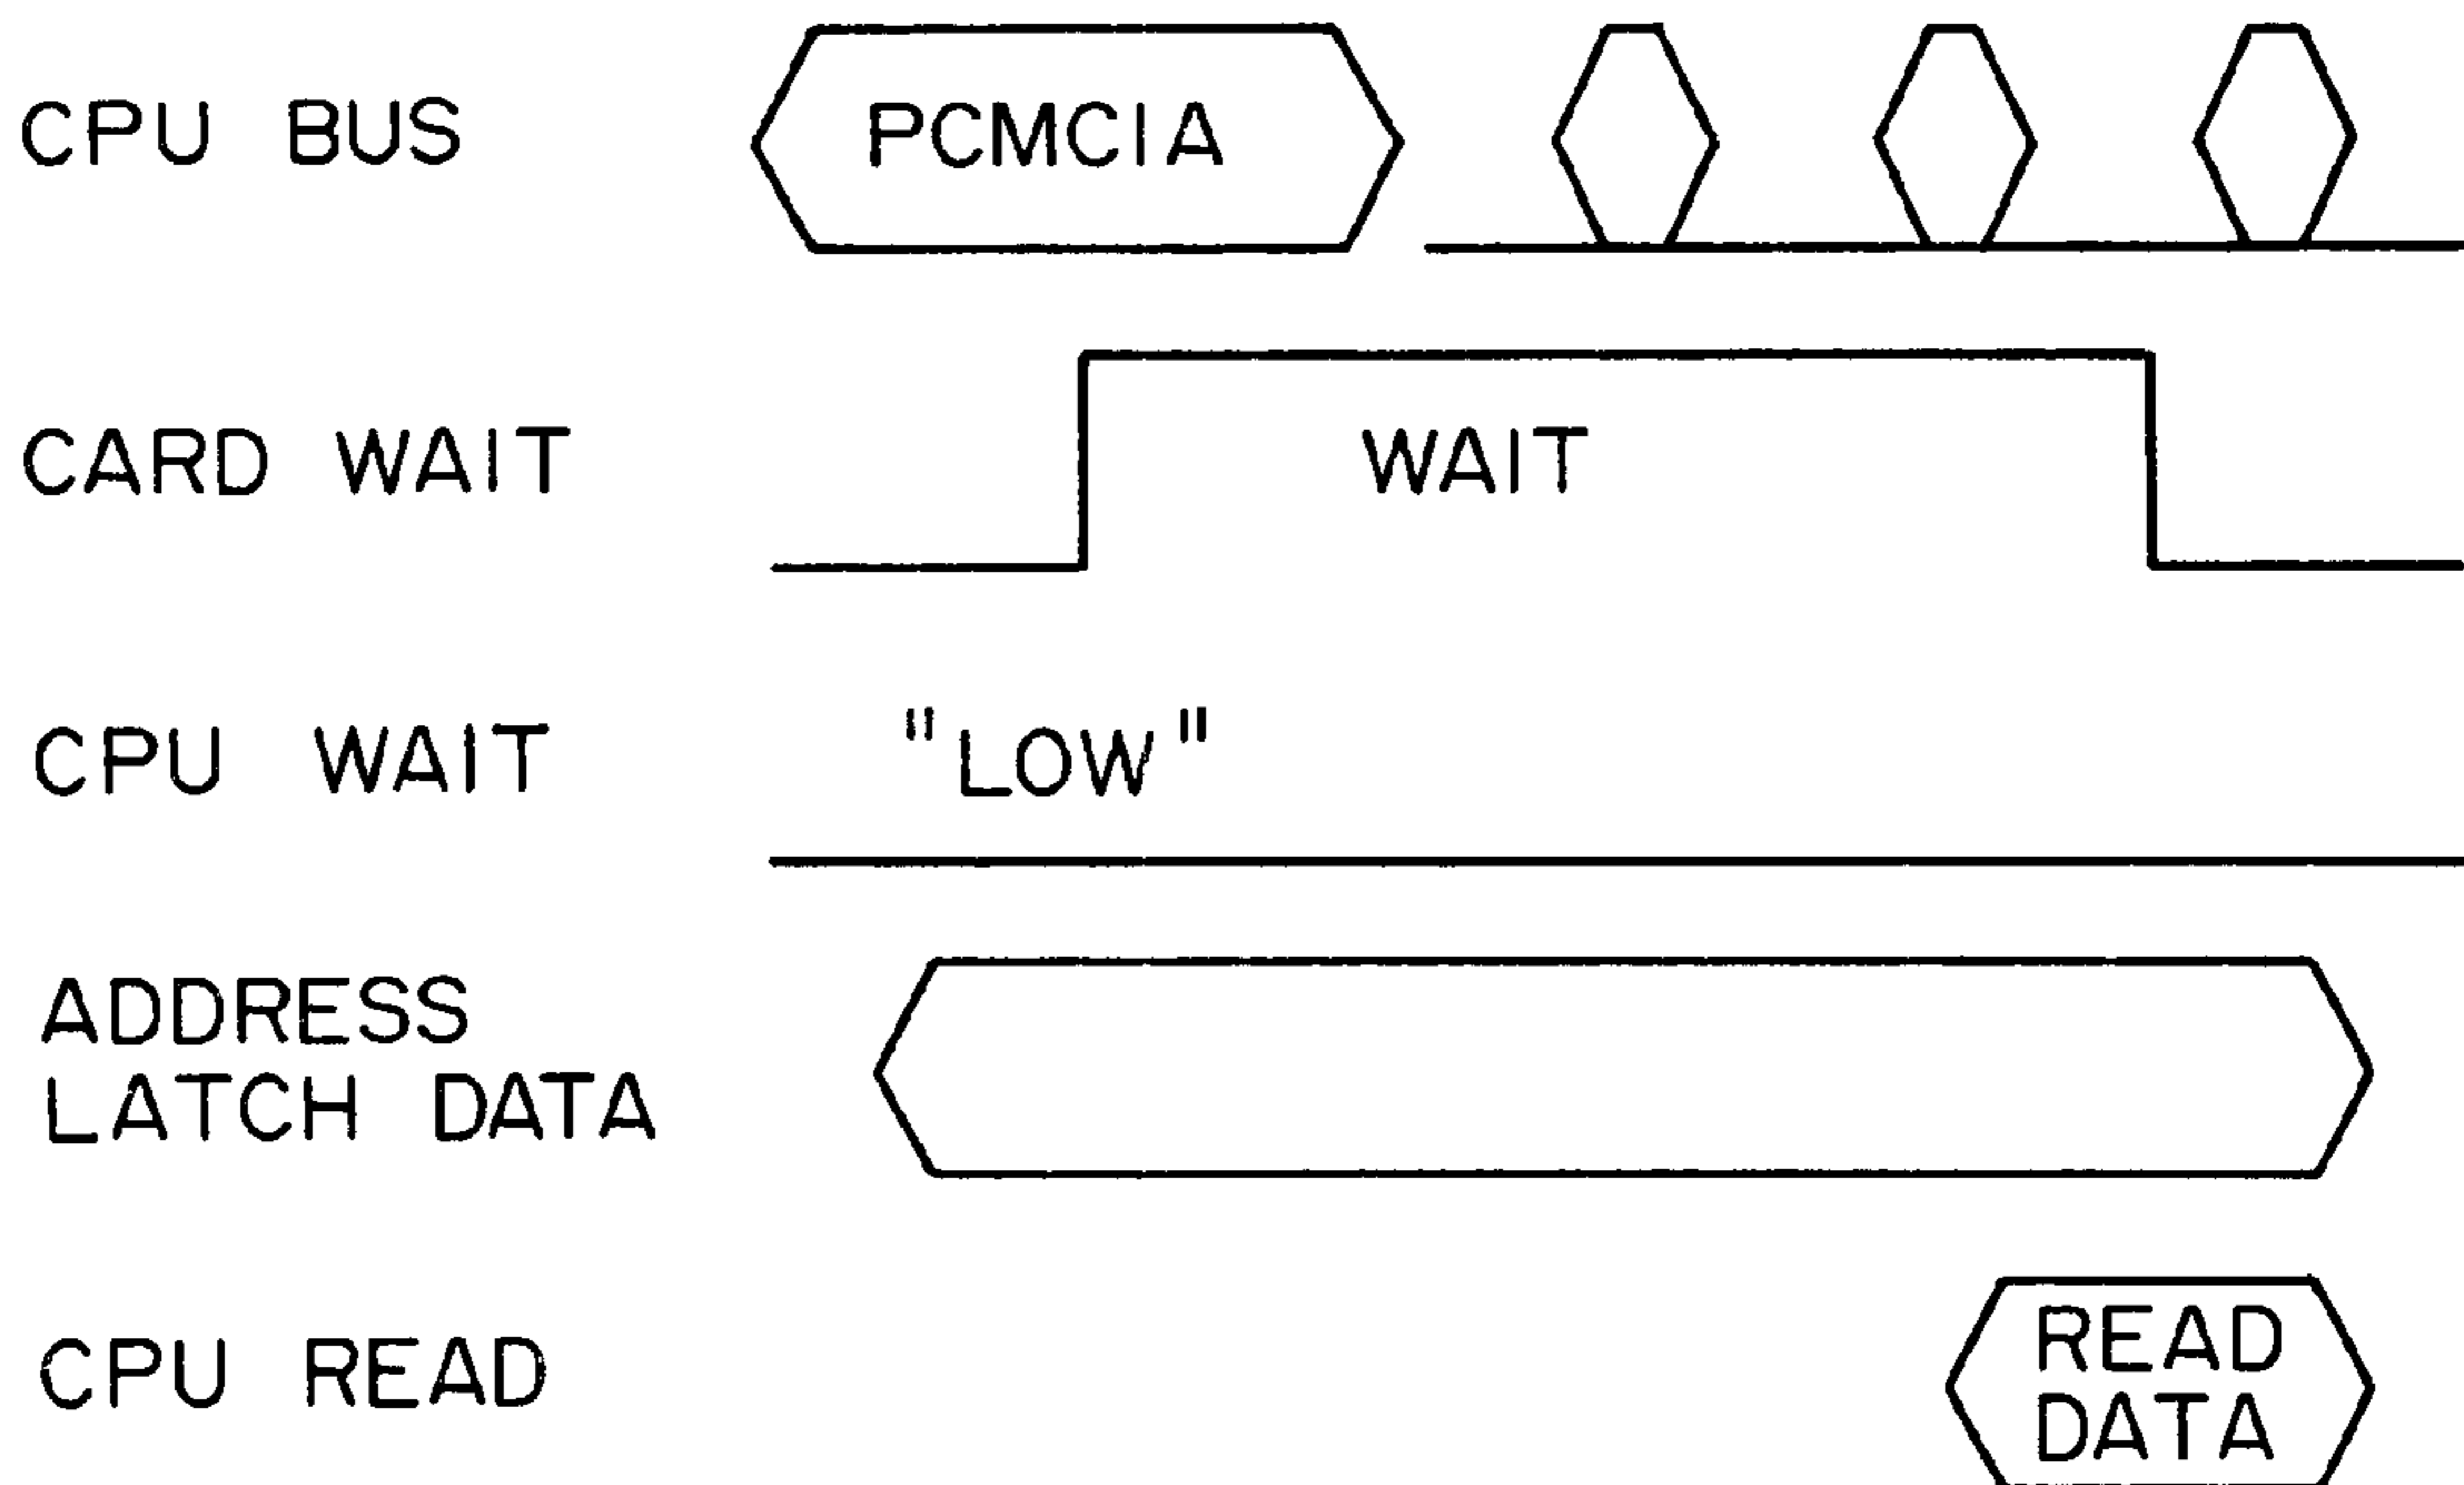 CPU BUS
PCMCIA
CARD WAIT
WAIT
CPU WAIT
"LOW"
ADDRESS
LATCH DATA
CPU READ
READ
DATA